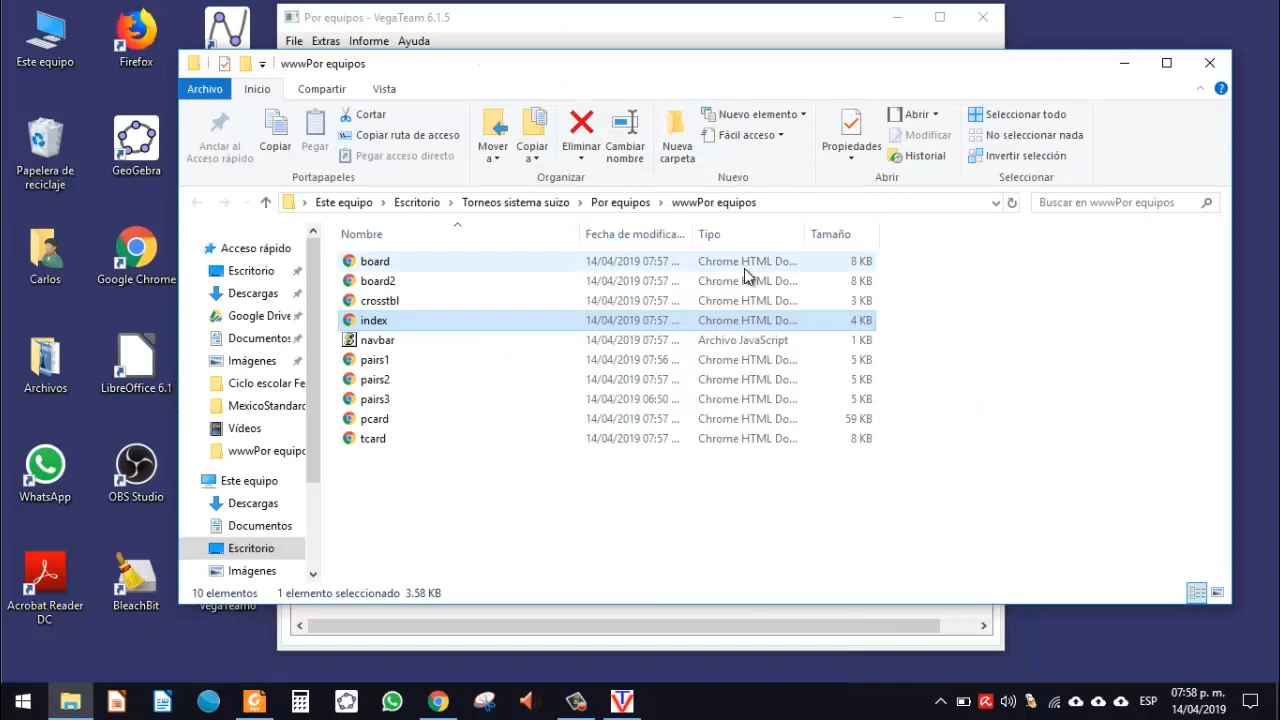 Por equipos - VegaTeam 6.1.5
File Extras Informe Ayuda
wwwPor equipos
Archivo Inicio Compartir Vista
Anclar al Acceso rápido
Copiar
Pegar
Cortar
Copiar ruta de acceso
Pegar acceso directo
Portapapeles
Mover a
Copiar a
Eliminar
Cambiar nombre
Organizar
Nueva carpeta
Nuevo elemento
Fácil acceso
Nuevo
Propiedades
Abrir
Modificar
Historial
Abrir
Seleccionar todo
No seleccionar nada
Invertir selección
Seleccionar
Este equipo > Escritorio > Torneos sistema suizo > Por equipos > wwwPor equipos
Buscar en wwwPor equipos
Nombre Fecha de modifica... Tipo Tamaño
board 14/04/2019 07:57 ... Chrome HTML Do... 8 KB
board2 14/04/2019 07:57 ... Chrome HTML Do... 8 KB
crosstbl 14/04/2019 07:57 ... Chrome HTML Do... 3 KB
index 14/04/2019 07:57 ... Chrome HTML Do... 4 KB
navbar 14/04/2019 07:57 ... Archivo JavaScript 1 KB
pairs1 14/04/2019 07:56 ... Chrome HTML Do... 5 KB
pairs2 14/04/2019 07:57 ... Chrome HTML Do... 5 KB
pairs3 14/04/2019 06:50 ... Chrome HTML Do... 5 KB
pcard 14/04/2019 07:57 ... Chrome HTML Do... 59 KB
tcard 14/04/2019 07:57 ... Chrome HTML Do... 8 KB
Acceso rápido
Escritorio
Descargas
Google Drive
Documentos
Imágenes
Ciclo escolar Fe
MexicoStandar
Vídeos
wwwPor equipo
Este equipo
Descargas
Documentos
Escritorio
Imágenes
10 elementos 1 elemento seleccionado 3.58 KB
Este equipo
Firefox
Papelera de reciclaje
GeoGebra
Carlos
Google Chrome
Archivos
LibreOffice 6.1
WhatsApp
OBS Studio
Acrobat Reader DC
BleachBit
ESP
07:58 p. m.
14/04/2019